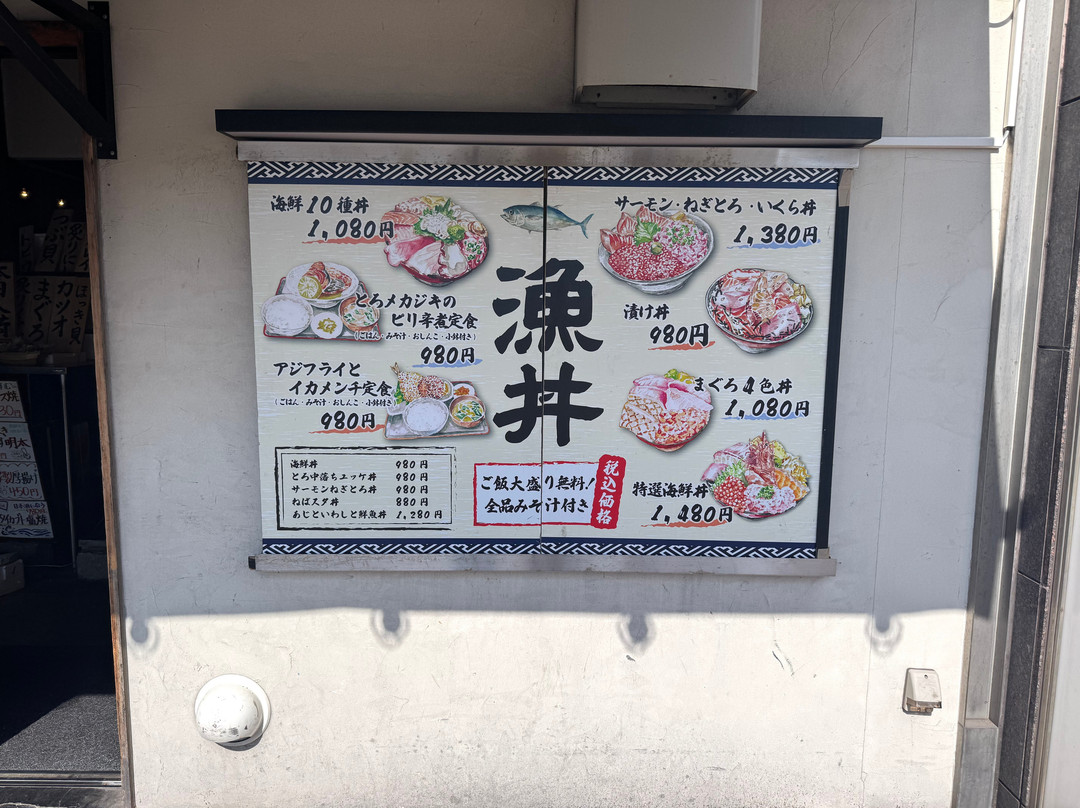 海鮮10種丼
1,080円
とろメカジキの
ピリ辛煮定食
(ごはん・みそ汁・おしんこ・小鉢付き)
980円
アジフライと
イカメンチ定食
(ごはん・みそ汁・おしんこ・小鉢付き)
980円
海鮮丼 980円
とろ中落ちユッケ丼 980円
サーモンねぎとろ丼 980円
ねばスタ丼 880円
あじといわしと鮮魚丼 1,280円
漁丼
ご飯大盛り無料!
全品みそ汁付き
税込価格
サーモン・ねぎとろ・いくら丼
1,380円
漬け丼
980円
まぐろ4色丼
1,080円
特選海鮮丼
1,480円
ほっき貝
カツオ
まぐろ